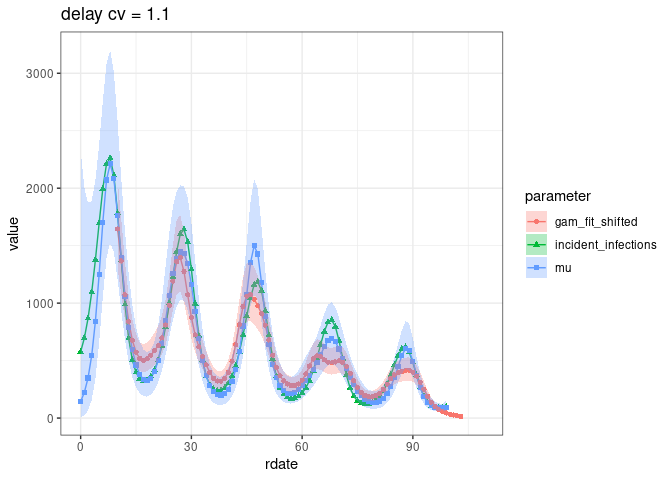 delay cv = 1.1
value
3000
2000
1000
0
0
30
60
90
rdate
parameter
gam_fit_shifted
incident_infections
mu